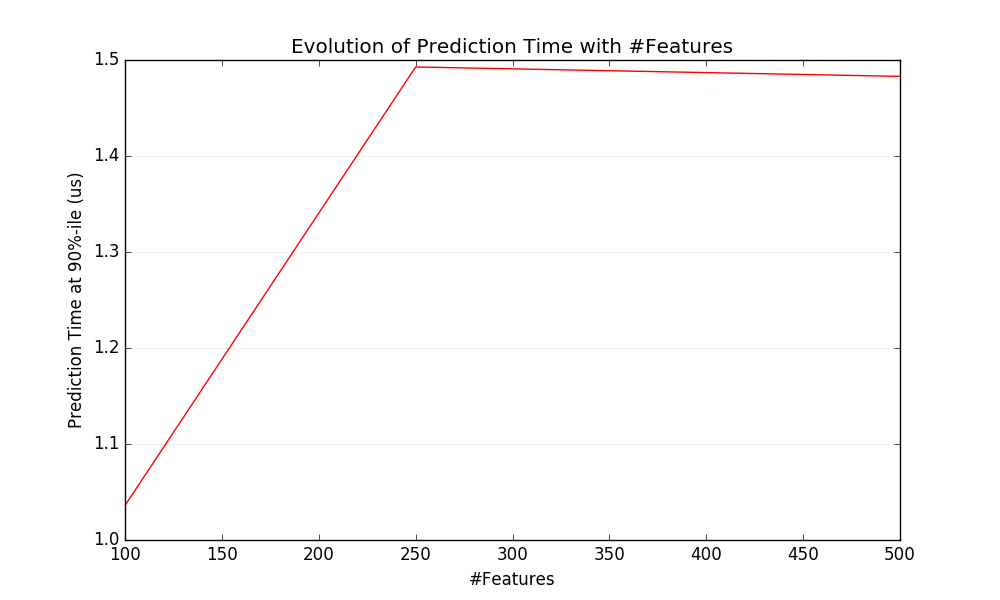 Evolution of Prediction Time with #Features
1.5
1.4
1.3
1.2
1.1
1.0
Prediction Time at 90%-ile (us)
100 150 200 250 300 350 400 450 500
#Features